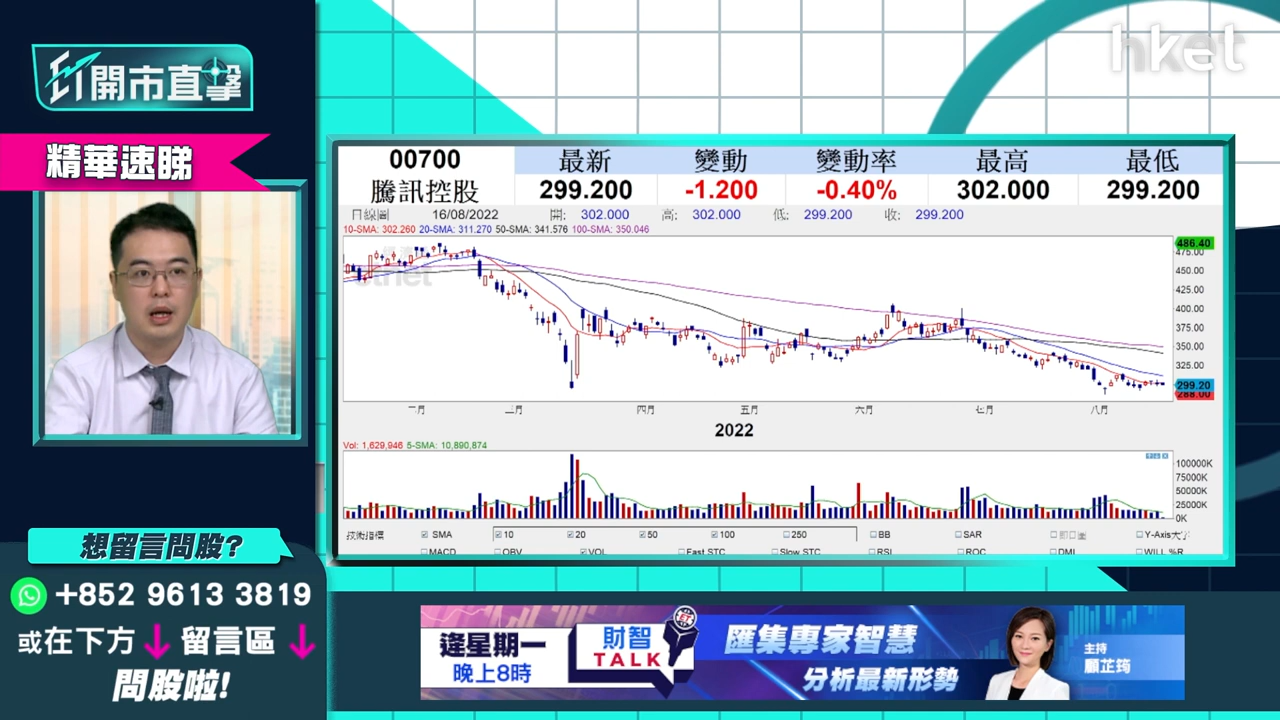 hket
ET開市直擊
精華速睇
00700 最新 變動 變動率 最高 最低
騰訊控股 299.200 -1.200 -0.40% 302.000 299.200
日線圖 16/08/2022 開: 302.000 高: 302.000 低: 299.200 收: 299.200
10-SMA: 302.260 20-SMA: 311.270 50-SMA: 341.576 100-SMA: 350.046
486.40
475.00
450.00
425.00
400.00
375.00
350.00
325.00
299.20
288.00
二月 三月 四月 五月 六月 七月 八月
2022
Vol: 1,629,946 5-SMA: 10,890,874
100000K
75000K
50000K
25000K
0K
技術指標 SMA 10 20 50 100 250 BB SAR Y-Axis
MACD OBV VOL Fast STC Slow STC RSI ROC DMI WILL %R
想留言問股?
+852 9613 3819
或在下方 留言區
問股啦!
逢星期一
晚上8時
財智
TALK
匯集專家智慧
分析最新形勢
主持
顧芷筠